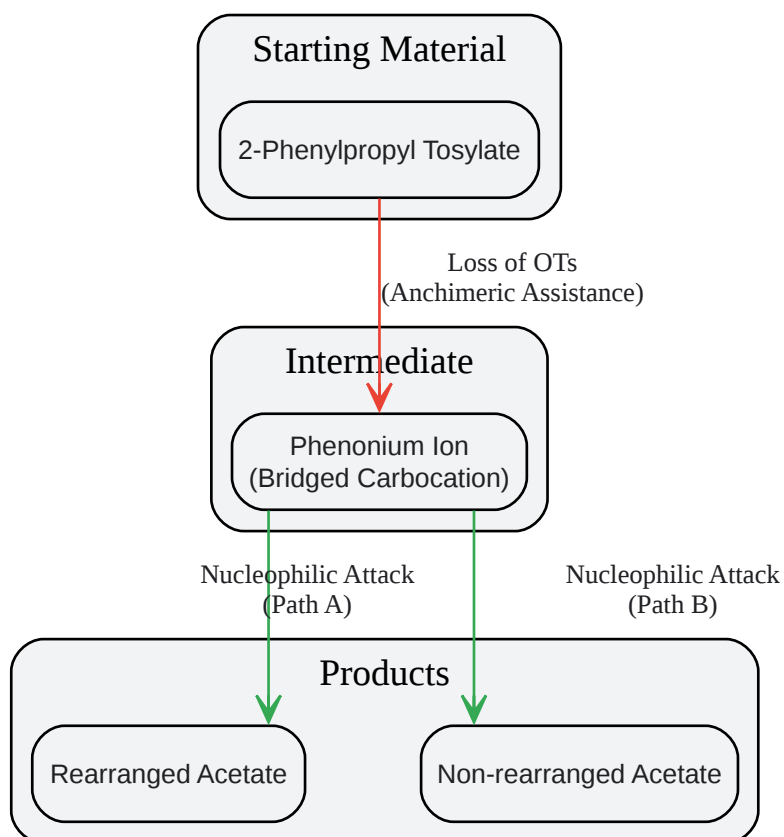 Starting Material
2-Phenylpropyl Tosylate
Loss of OTs
(Anchimeric Assistance)
Intermediate
Phenonium Ion
(Bridged Carbocation)
Nucleophilic Attack
(Path A)
Nucleophilic Attack
(Path B)
Products
Rearranged Acetate
Non-rearranged Acetate